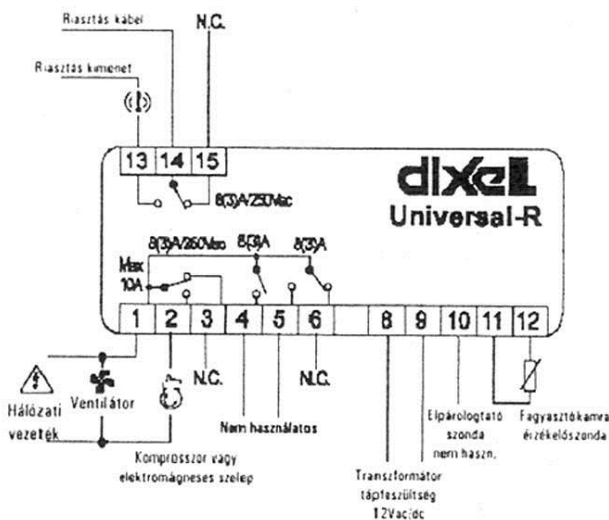 Riasztás kábel
N.C.
Riasztás kimenet
13 14 15
8(3)A/250Vac
dixell
Universal-R
8(3)A/250Vac 8(3)A 8(3)A
Max
10A
1 2 3 4 5 6 8 9 10 11 12
N.C.
N.C.
Hálózati
vezeték
Ventilátor
Nem használatos
Kompresszor vagy
elektromágneses szelep
Elpárologtató
szonda
nem haszn.
Fagyasztókamra
érzékelőszonda
Transzformátor
tápfeszültség
12Vac/dc